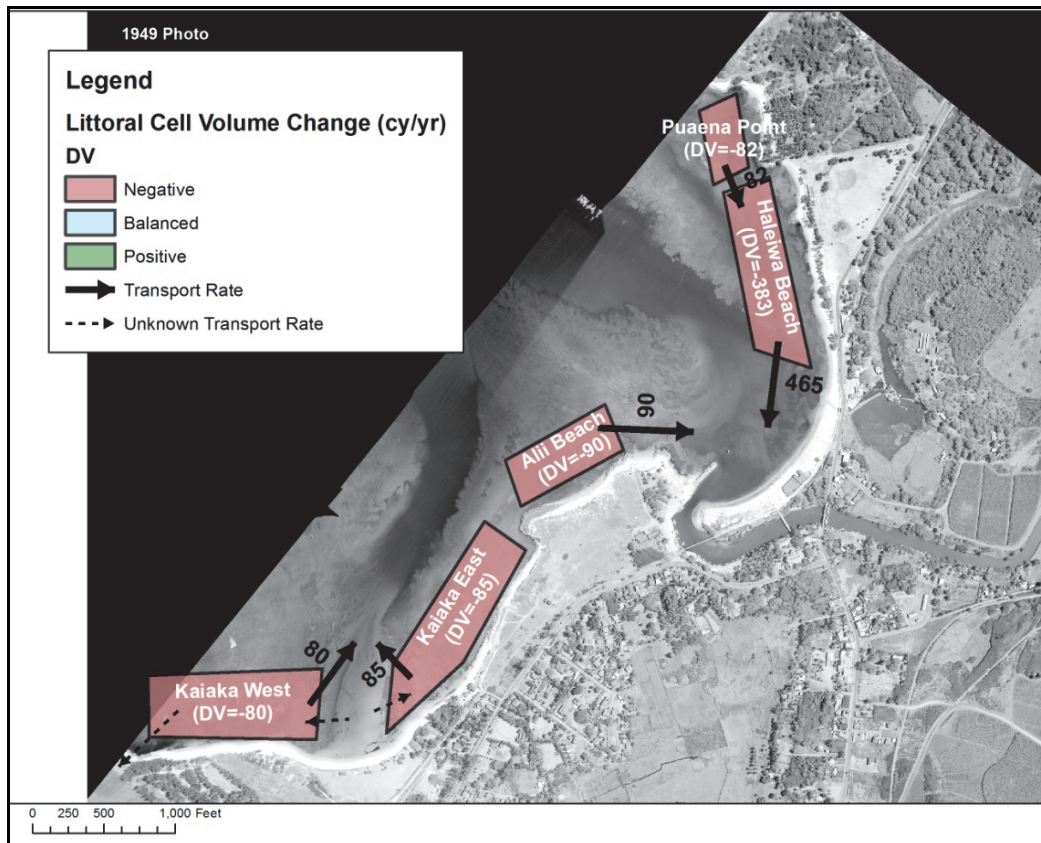 1949 Photo
Legend
Littoral Cell Volume Change (cy/yr)
DV
Negative
Balanced
Positive
Transport Rate
Unknown Transport Rate
Puaena Point
(DV=-82)
82
Haleiwa Beach
(DV=-383)
465
90
Alii Beach
(DV=-90)
Kaiaka East
(DV=-85)
85
80
Kaiaka West
(DV=-80)
0 250 500 1,000 Feet